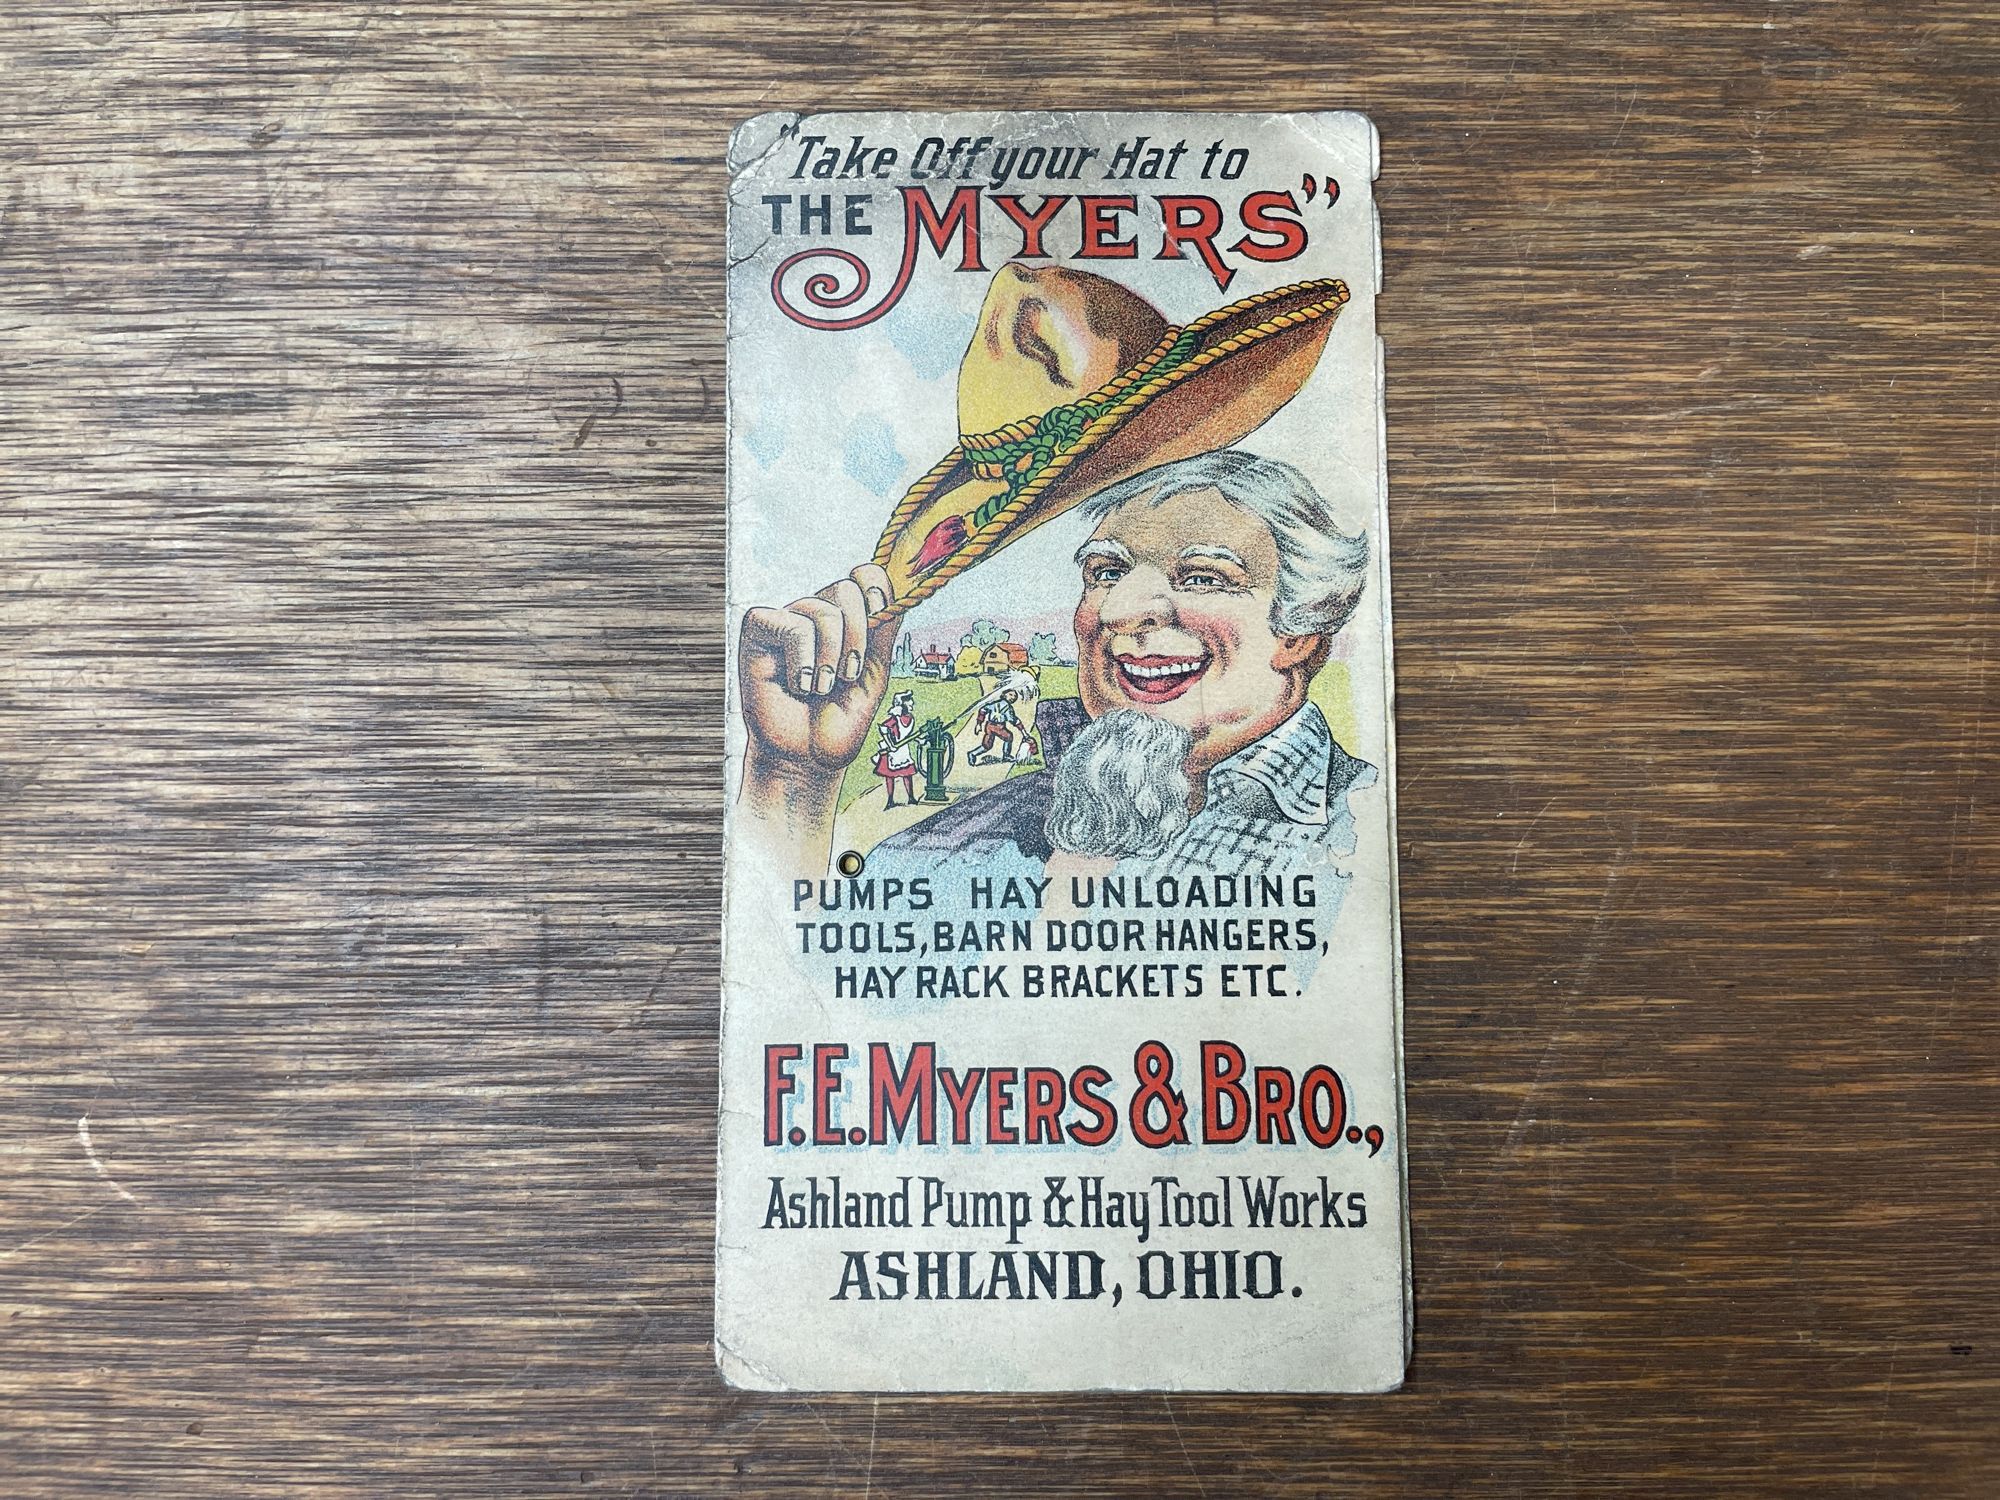 "Take Off your Hat to
THE MYERS"
PUMPS HAY UNLOADING
TOOLS, BARN DOOR HANGERS,
HAY RACK BRACKETS ETC.
F.E. MYERS & BRO.,
Ashland Pump & Hay Tool Works
ASHLAND, OHIO.